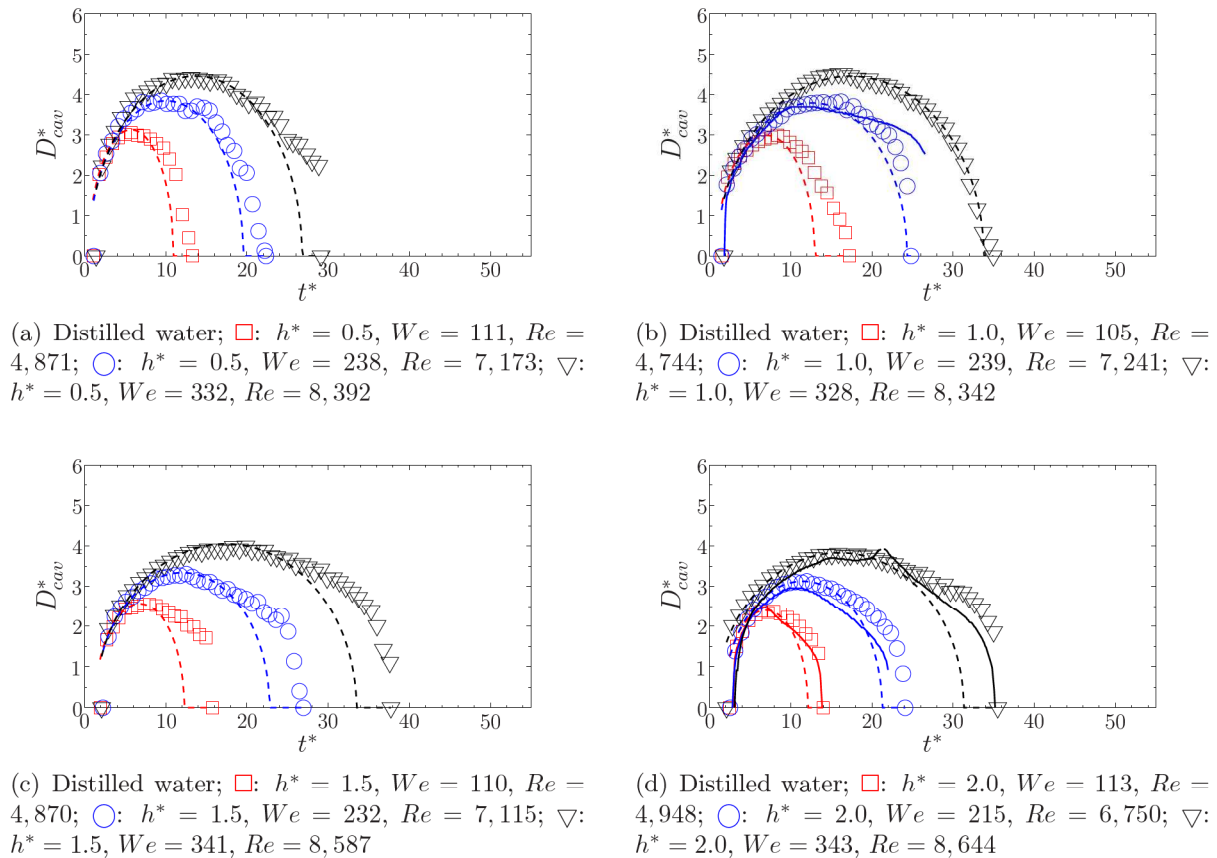 6
5
4
3
2
1
0
D*cav
0 10 20 30 40 50
t*
(a) Distilled water; □: h* = 0.5, We = 111, Re =
4,871; ○: h* = 0.5, We = 238, Re = 7,173; ▽:
h* = 0.5, We = 332, Re = 8,392
6
5
4
3
2
1
0
D*cav
0 10 20 30 40 50
t*
(b) Distilled water; □: h* = 1.0, We = 105, Re =
4,744; ○: h* = 1.0, We = 239, Re = 7,241; ▽:
h* = 1.0, We = 328, Re = 8,342
6
5
4
3
2
1
0
D*cav
0 10 20 30 40 50
t*
(c) Distilled water; □: h* = 1.5, We = 110, Re =
4,870; ○: h* = 1.5, We = 232, Re = 7,115; ▽:
h* = 1.5, We = 341, Re = 8,587
6
5
4
3
2
1
0
D*cav
0 10 20 30 40 50
t*
(d) Distilled water; □: h* = 2.0, We = 113, Re =
4,948; ○: h* = 2.0, We = 215, Re = 6,750; ▽:
h* = 2.0, We = 343, Re = 8,644